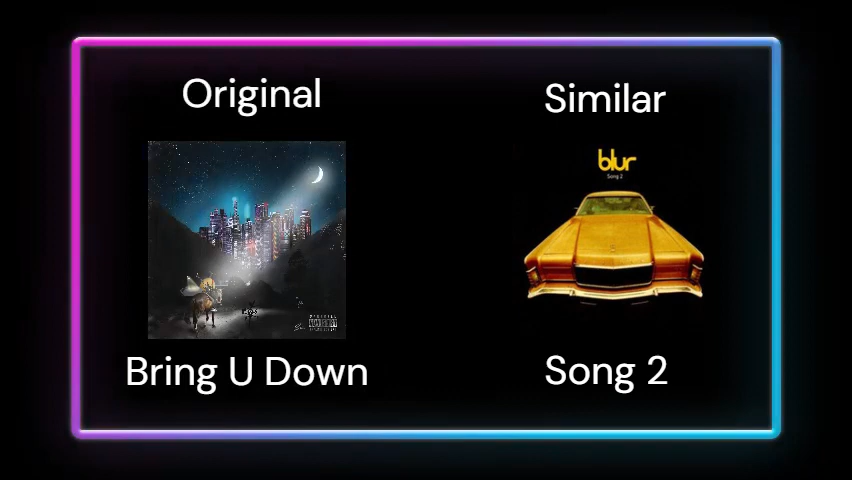 Original
Similar
blur
Song 2
Bring U Down
Song 2